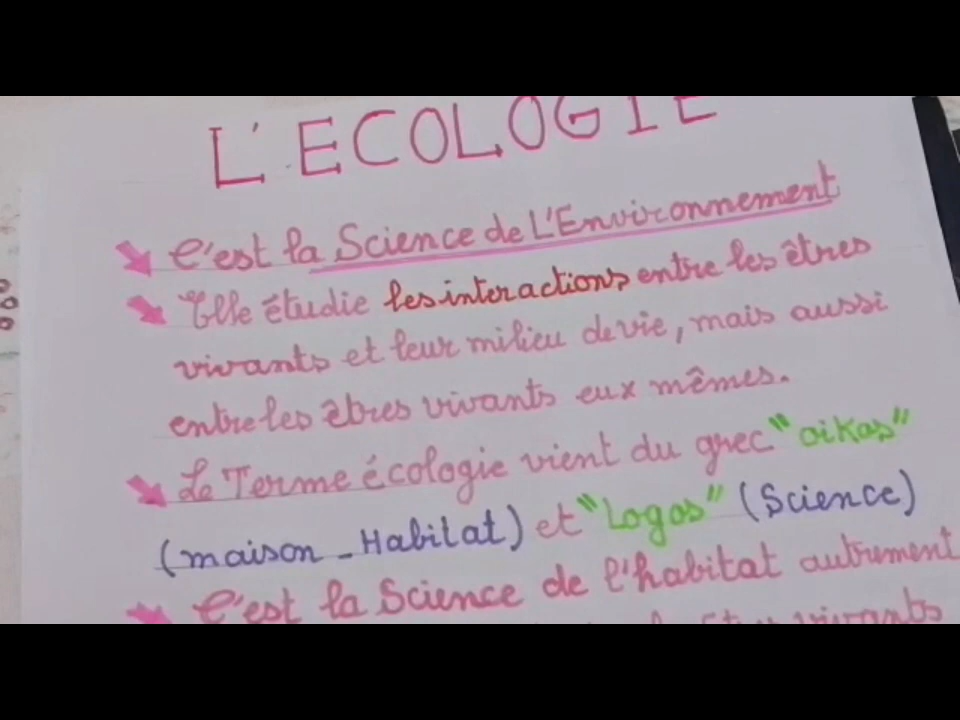 L'ECOLOGIE
C'est la Science de L'Environnement
Elle étudie les interactions entre les êtres
vivants et leur milieu de vie, mais aussi
entre les êtres vivants eux mêmes.
Le Terme écologie vient du grec "oikas"
(maison _ Habitat) et "Logos" (Science)
C'est la Science de l'habitat autrement
vivants